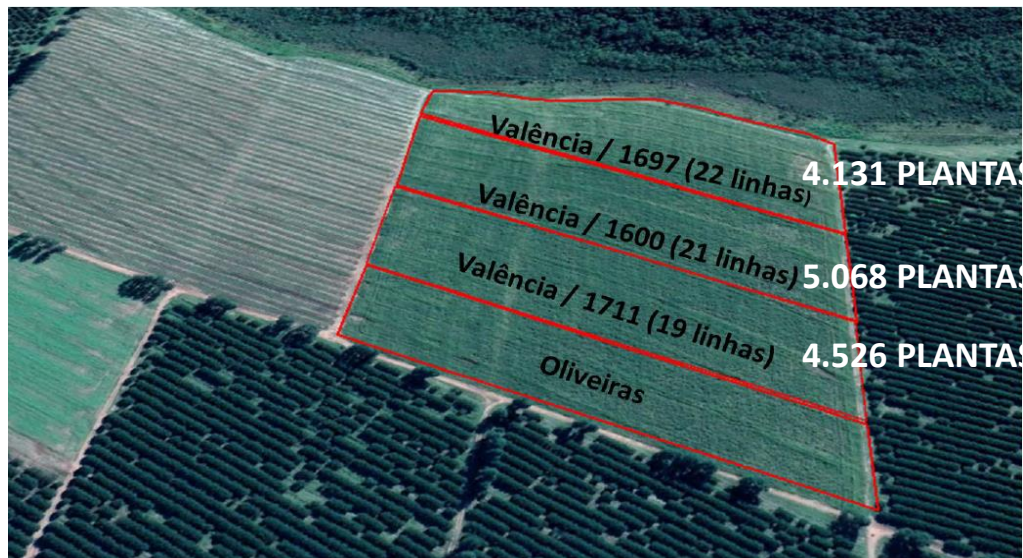 Valência / 1697 (22 linhas)
4.131 PLANTAS
Valência / 1600 (21 linhas)
5.068 PLANTAS
Valência / 1711 (19 linhas)
4.526 PLANTAS
Oliveiras